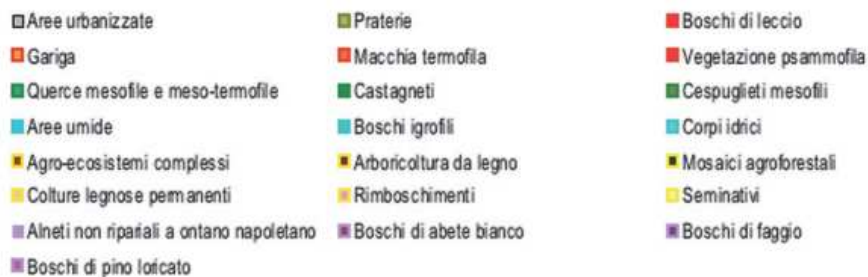 Aree urbanizzate Praterie Boschi di leccio
Gariga Macchia termofila Vegetazione psammofila
Querce mesofile e meso-termofile Castagneti Cespuglieti mesofili
Aree umide Boschi igrofili Corpi idrici
Agro-ecosistemi complessi Arboricoltura da legno Mosaici agroforestali
Colture legnose permanenti Rimboschimenti Seminativi
Alneti non ripariali a ontano napoletano Boschi di abete bianco Boschi di faggio
Boschi di pino loricato